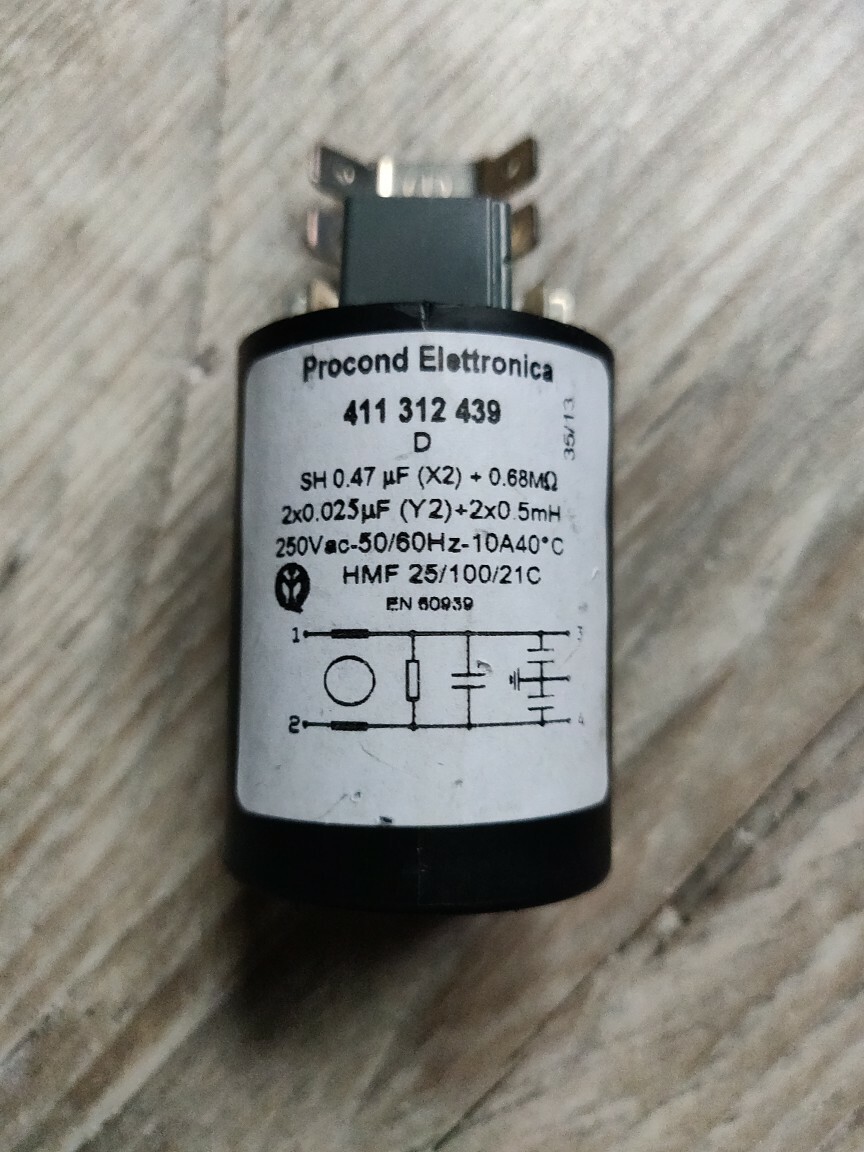 Procond Elettronica
411 312 439
35/13
D
SH 0.47 µF (X2) + 0.68MΩ
2x0.025µF (Y2)+2x0.5mH
250Vac-50/60Hz-10A40°C
HMF 25/100/21C
EN 60939
1
3
2
4